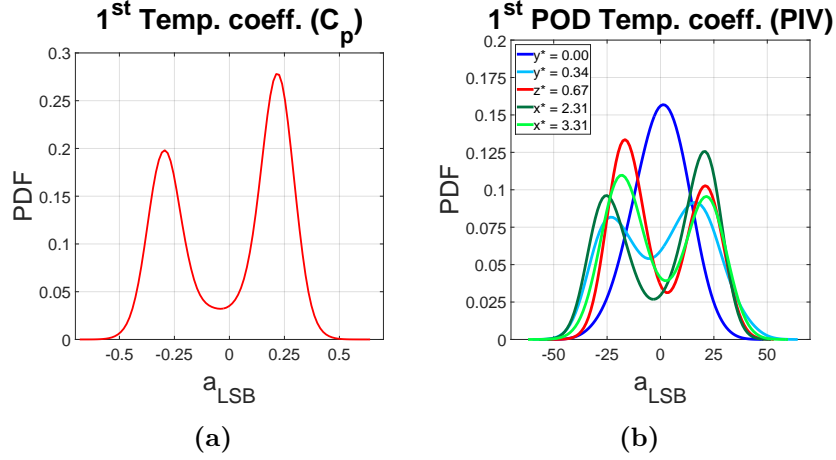 1st Temp. coeff. (Cp)
0.3
0.25
0.2
0.15
0.1
0.05
0
PDF
-0.5 -0.25 0 0.25 0.5
aLSB
(a)
1st POD Temp. coeff. (PIV)
0.2
0.175
0.15
0.125
0.1
0.075
0.05
0.025
0
PDF
y* = 0.00
y* = 0.34
z* = 0.67
x* = 2.31
x* = 3.31
-50 -25 0 25 50
aLSB
(b)